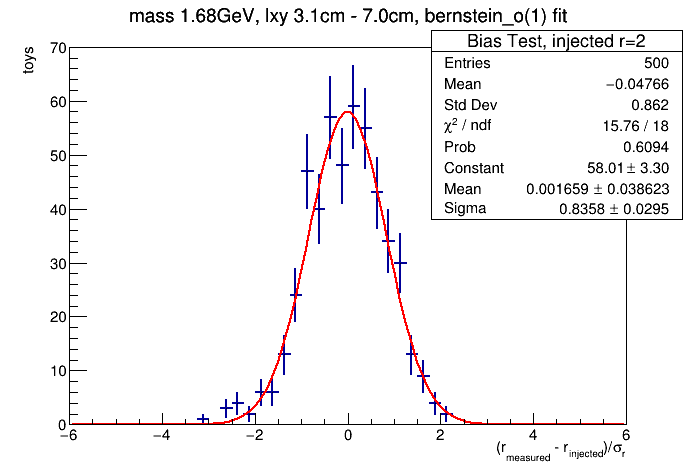 mass 1.68GeV, lxy 3.1cm - 7.0cm, bernstein_o(1) fit
Bias Test, injected r=2
Entries 500
Mean −0.04766
Std Dev 0.862
χ² / ndf 15.76 / 18
Prob 0.6094
Constant 58.01 ± 3.30
Mean 0.001659 ± 0.038623
Sigma 0.8358 ± 0.0295
toys
70
60
50
40
30
20
10
0
−6 −4 −2 0 2 4 6
(r_measured - r_injected)/σ_r